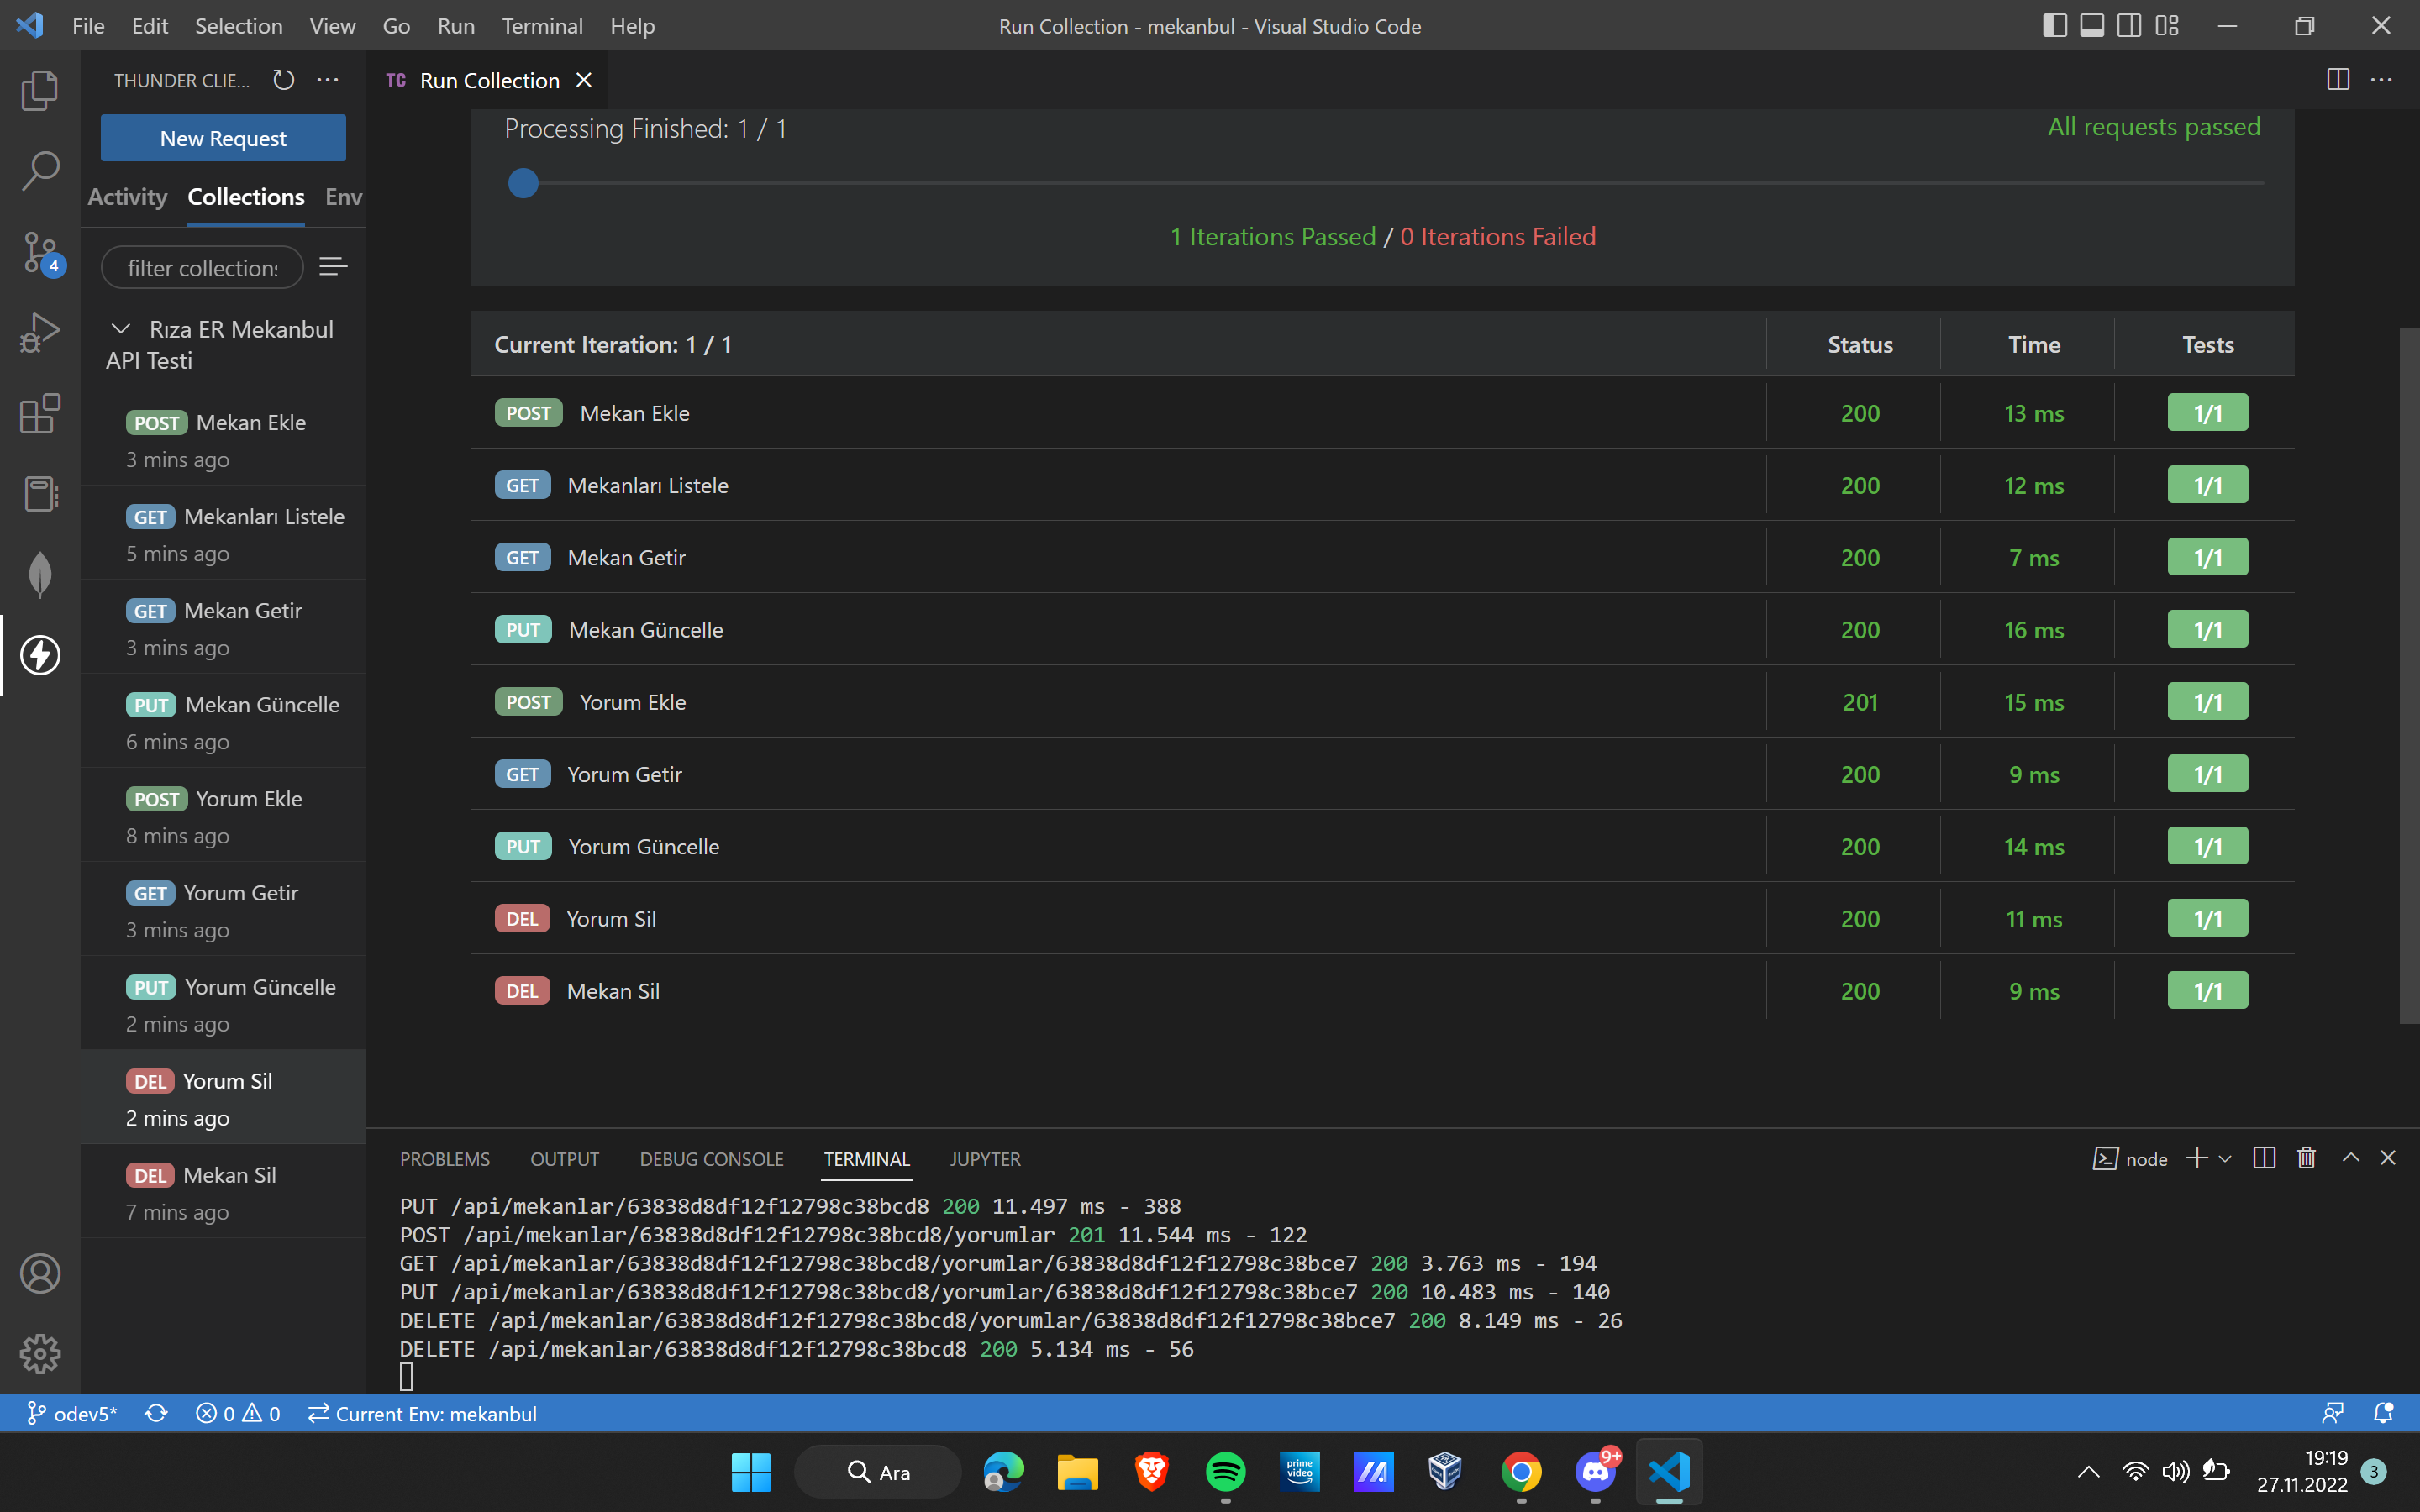 File Edit Selection View Go Run Terminal Help
Run Collection - mekanbul - Visual Studio Code
THUNDER CLIE...
TC Run Collection
New Request
Activity Collections Env
filter collections
Rıza ER Mekanbul
API Testi
POST Mekan Ekle
3 mins ago
GET Mekanları Listele
5 mins ago
GET Mekan Getir
3 mins ago
PUT Mekan Güncelle
6 mins ago
POST Yorum Ekle
8 mins ago
GET Yorum Getir
3 mins ago
PUT Yorum Güncelle
2 mins ago
DEL Yorum Sil
2 mins ago
DEL Mekan Sil
7 mins ago
4
Processing Finished: 1 / 1
All requests passed
1 Iterations Passed / 0 Iterations Failed
Current Iteration: 1 / 1 Status Time Tests
POST Mekan Ekle 200 13 ms 1/1
GET Mekanları Listele 200 12 ms 1/1
GET Mekan Getir 200 7 ms 1/1
PUT Mekan Güncelle 200 16 ms 1/1
POST Yorum Ekle 201 15 ms 1/1
GET Yorum Getir 200 9 ms 1/1
PUT Yorum Güncelle 200 14 ms 1/1
DEL Yorum Sil 200 11 ms 1/1
DEL Mekan Sil 200 9 ms 1/1
PROBLEMS OUTPUT DEBUG CONSOLE TERMINAL JUPYTER
node
PUT /api/mekanlar/63838d8df12f12798c38bcd8 200 11.497 ms - 388
POST /api/mekanlar/63838d8df12f12798c38bcd8/yorumlar 201 11.544 ms - 122
GET /api/mekanlar/63838d8df12f12798c38bcd8/yorumlar/63838d8df12f12798c38bce7 200 3.763 ms - 194
PUT /api/mekanlar/63838d8df12f12798c38bcd8/yorumlar/63838d8df12f12798c38bce7 200 10.483 ms - 140
DELETE /api/mekanlar/63838d8df12f12798c38bcd8/yorumlar/63838d8df12f12798c38bce7 200 8.149 ms - 26
DELETE /api/mekanlar/63838d8df12f12798c38bcd8 200 5.134 ms - 56
odev5* 0 0 Current Env: mekanbul
Ara
prime video
9+
19:19
27.11.2022
3